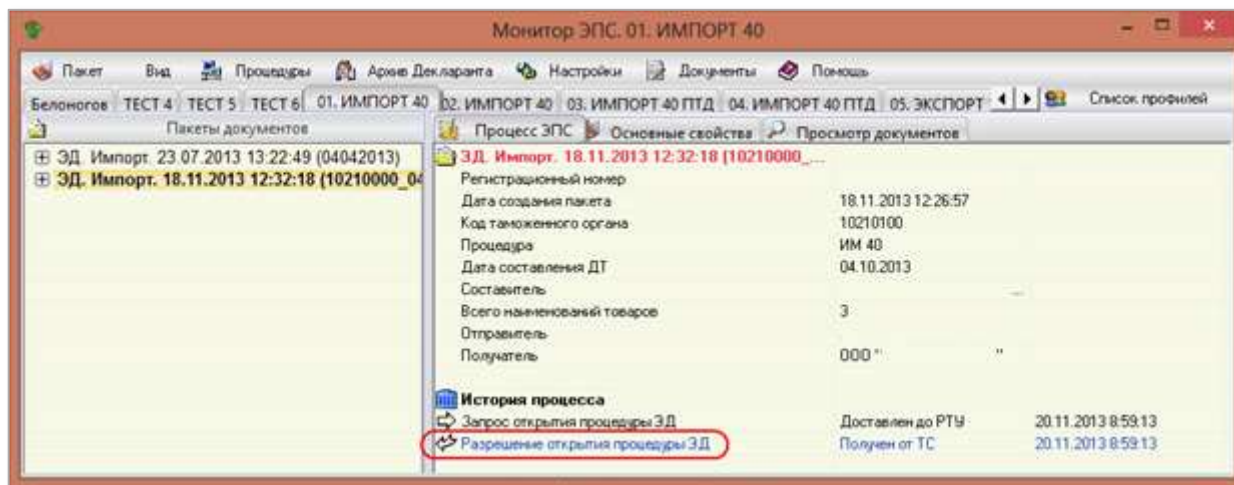 Монитор ЭПС. 01. ИМПОРТ 40
Пакет Вид Процедуры Архив Декларанта Настройки Документы Помощь
Белоногов ТЕСТ 4 ТЕСТ 5 ТЕСТ 6 01. ИМПОРТ 40 02. ИМПОРТ 40 03. ИМПОРТ 40 ПТД 04. ИМПОРТ 40 ПТД 05. ЭКСПОРТ Список профилей
Пакеты документов Процесс ЭПС Основные свойства Просмотр документов
ЭД. Импорт. 23.07.2013 13:22:49 (04042013) ЭД. Импорт. 18.11.2013 12:32:18 (10210000_...
ЭД. Импорт. 18.11.2013 12:32:18 (10210000_04 Регистрационный номер
Дата создания пакета 18.11.2013 12:26:57
Код таможенного органа 10210100
Процедура ИМ 40
Дата составления ДТ 04.10.2013
Составитель ...
Всего наименований товаров 3
Отправитель
Получатель ООО " "
История процесса
Запрос открытия процедуры ЭД Доставлен до РТУ 20.11.2013 8:59:13
Разрешение открытия процедуры ЭД Получен от ТС 20.11.2013 8:59:13